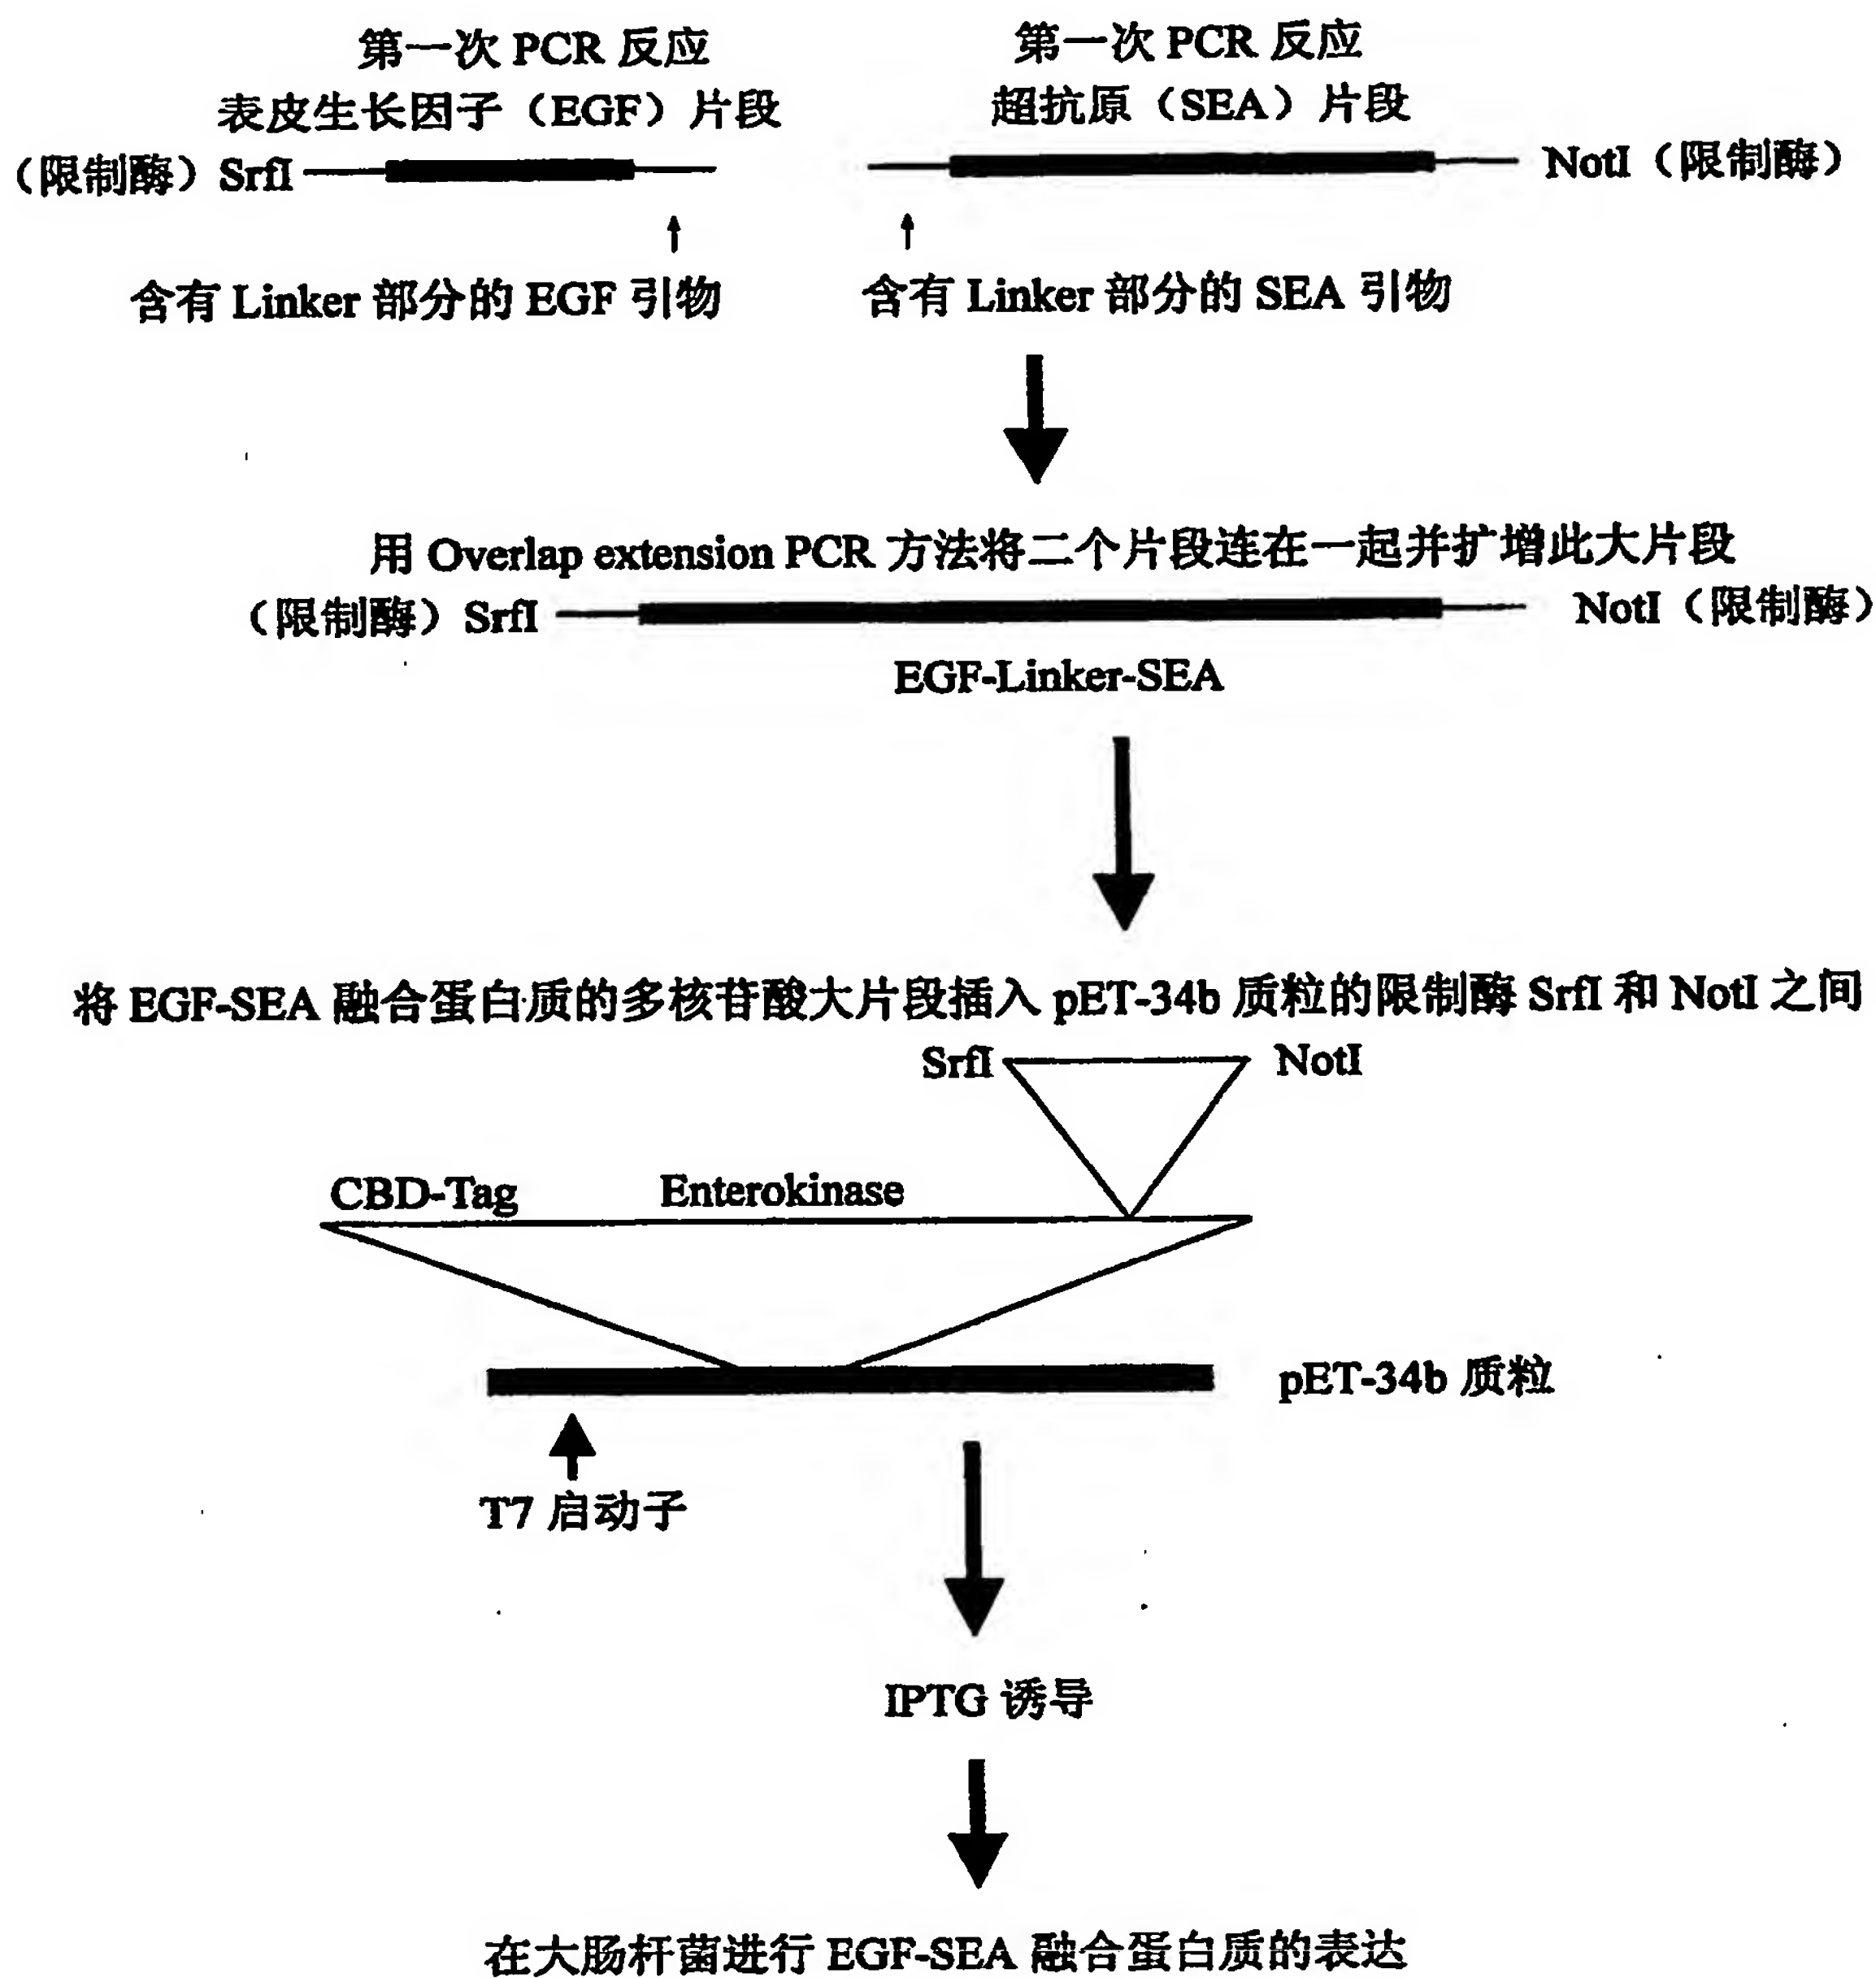 第一次 PCR 反应
表皮生长因子（EGF）片段
（限制酶）SrfI
含有 Linker 部分的 EGF 引物
第一次 PCR 反应
超抗原（SEA）片段
NotI（限制酶）
含有 Linker 部分的 SEA 引物
用 Overlap extension PCR 方法将二个片段连在一起并扩增此大片段
（限制酶）SrfI
NotI（限制酶）
EGF-Linker-SEA
将 EGF-SEA 融合蛋白质的多核苷酸大片段插入 pET-34b 质粒的限制酶 SrfI 和 NotI 之间
SrfI
NotI
CBD-Tag
Enterokinase
pET-34b 质粒
T7 启动子
IPTG 诱导
在大肠杆菌进行 EGF-SEA 融合蛋白质的表达